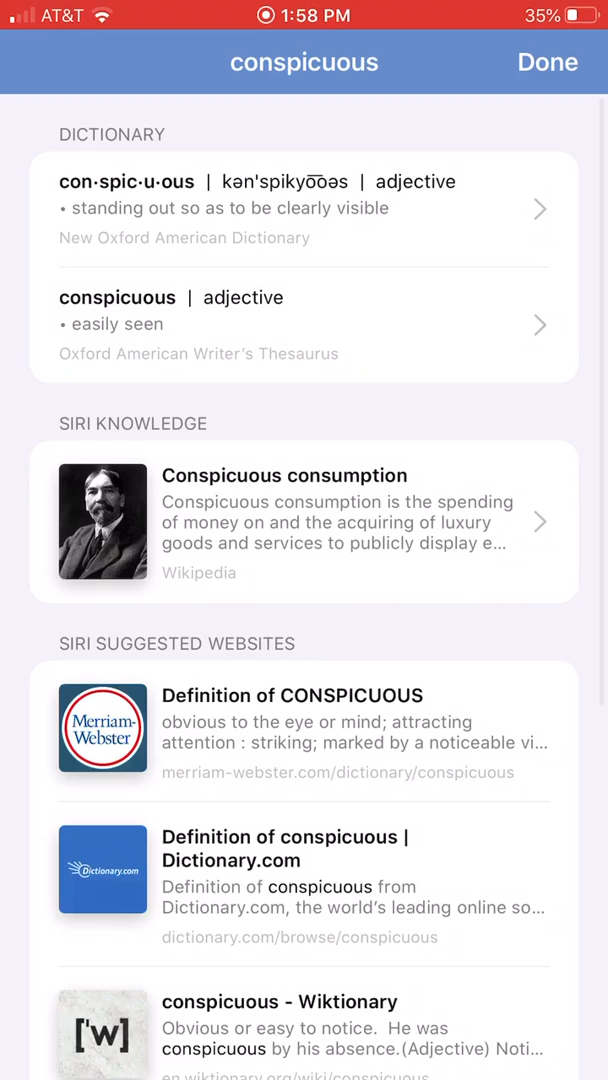 AT&T 1:58 PM 35%
conspicuous Done
DICTIONARY
con·spic·u·ous | kənˈspikyo͞oəs | adjective
• standing out so as to be clearly visible
New Oxford American Dictionary
conspicuous | adjective
• easily seen
Oxford American Writer's Thesaurus
SIRI KNOWLEDGE
Conspicuous consumption
Conspicuous consumption is the spending
of money on and the acquiring of luxury
goods and services to publicly display e...
Wikipedia
SIRI SUGGESTED WEBSITES
Merriam-
Webster
Definition of CONSPICUOUS
obvious to the eye or mind; attracting
attention : striking; marked by a noticeable vi...
merriam-webster.com/dictionary/conspicuous
Dictionary.com
Definition of conspicuous |
Dictionary.com
Definition of conspicuous from
Dictionary.com, the world's leading online so...
dictionary.com/browse/conspicuous
['w]
conspicuous - Wiktionary
Obvious or easy to notice. He was
conspicuous by his absence.(Adjective) Noti...
en.wiktionary.org/wiki/conspicuous